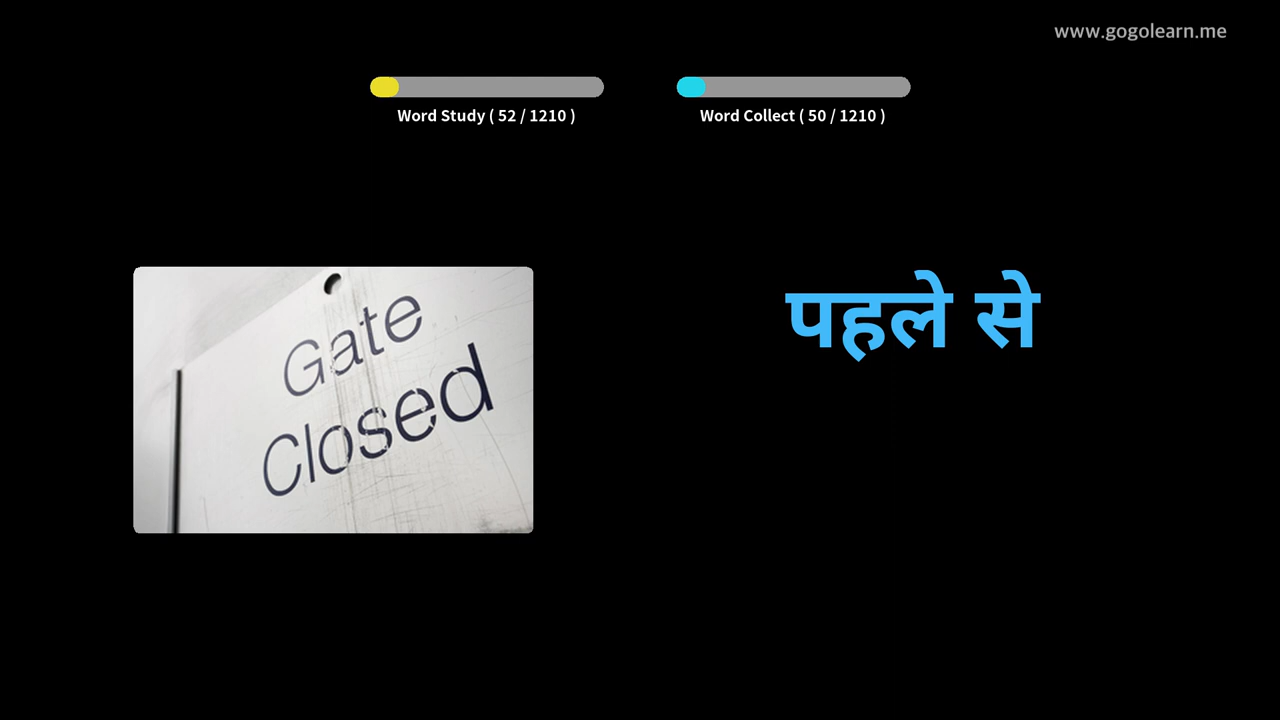 www.gogolearn.me
Word Study ( 52 / 1210 )
Word Collect ( 50 / 1210 )
Gate
Closed
पहले से